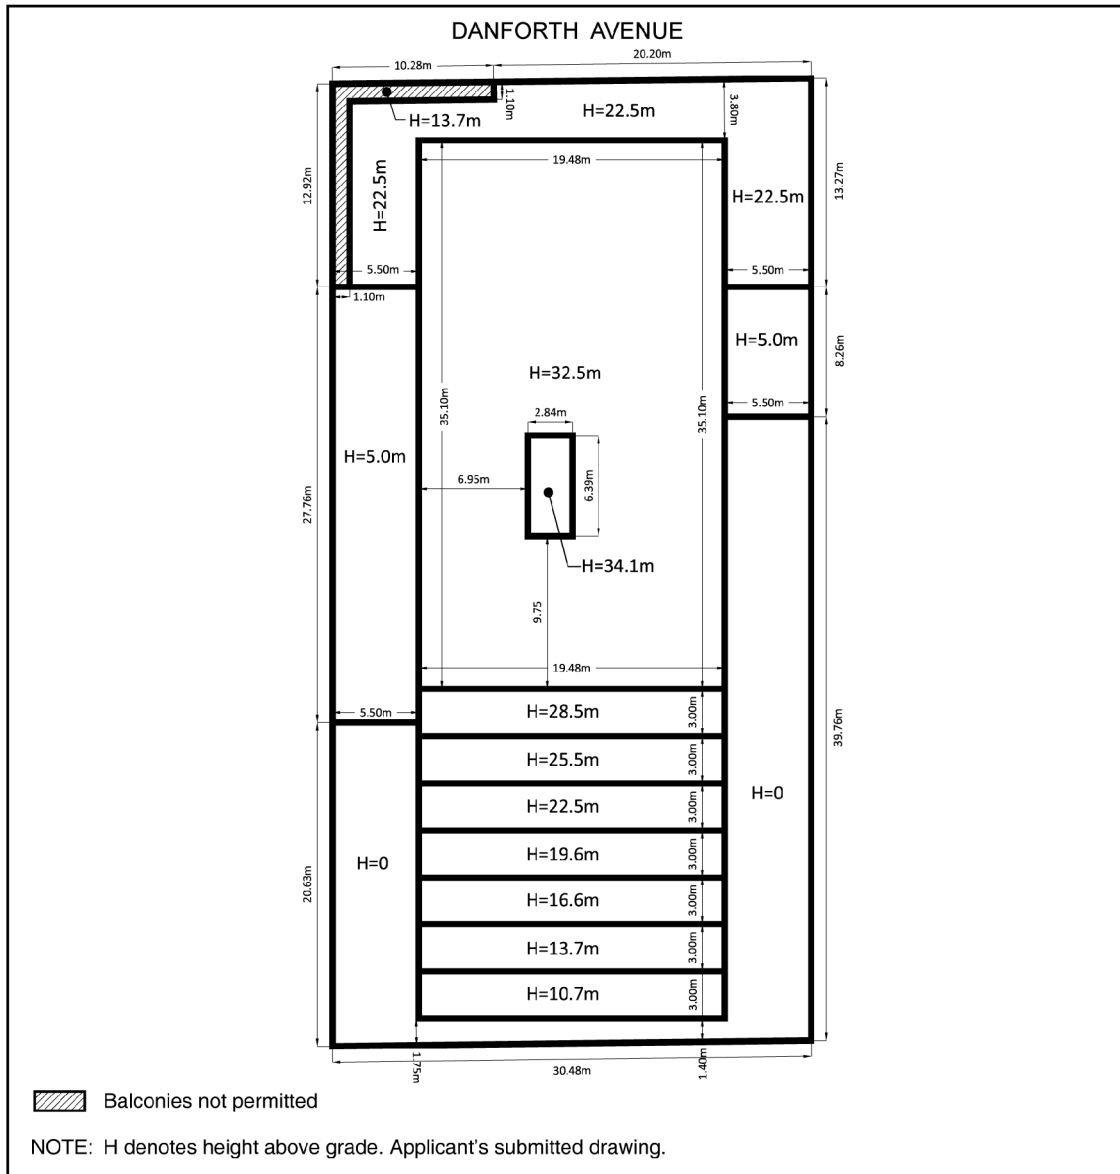 DANFORTH AVENUE
20.20m
10.28m
1.10m
3.80m
H=22.5m
H=13.7m
19.48m
12.92m
H=22.5m
H=22.5m
13.27m
5.50m
5.50m
1.10m
H=5.0m
8.26m
H=32.5m
35.10m
35.10m
5.50m
2.84m
H=5.0m
6.95m
6.39m
27.76m
H=34.1m
9.75
19.48m
5.50m
H=28.5m
3.00m
39.76m
H=25.5m
3.00m
H=0
H=22.5m
3.00m
H=19.6m
3.00m
H=0
20.63m
H=16.6m
3.00m
H=13.7m
3.00m
H=10.7m
3.00m
1.75m
1.40m
30.48m
Balconies not permitted
NOTE: H denotes height above grade. Applicant's submitted drawing.